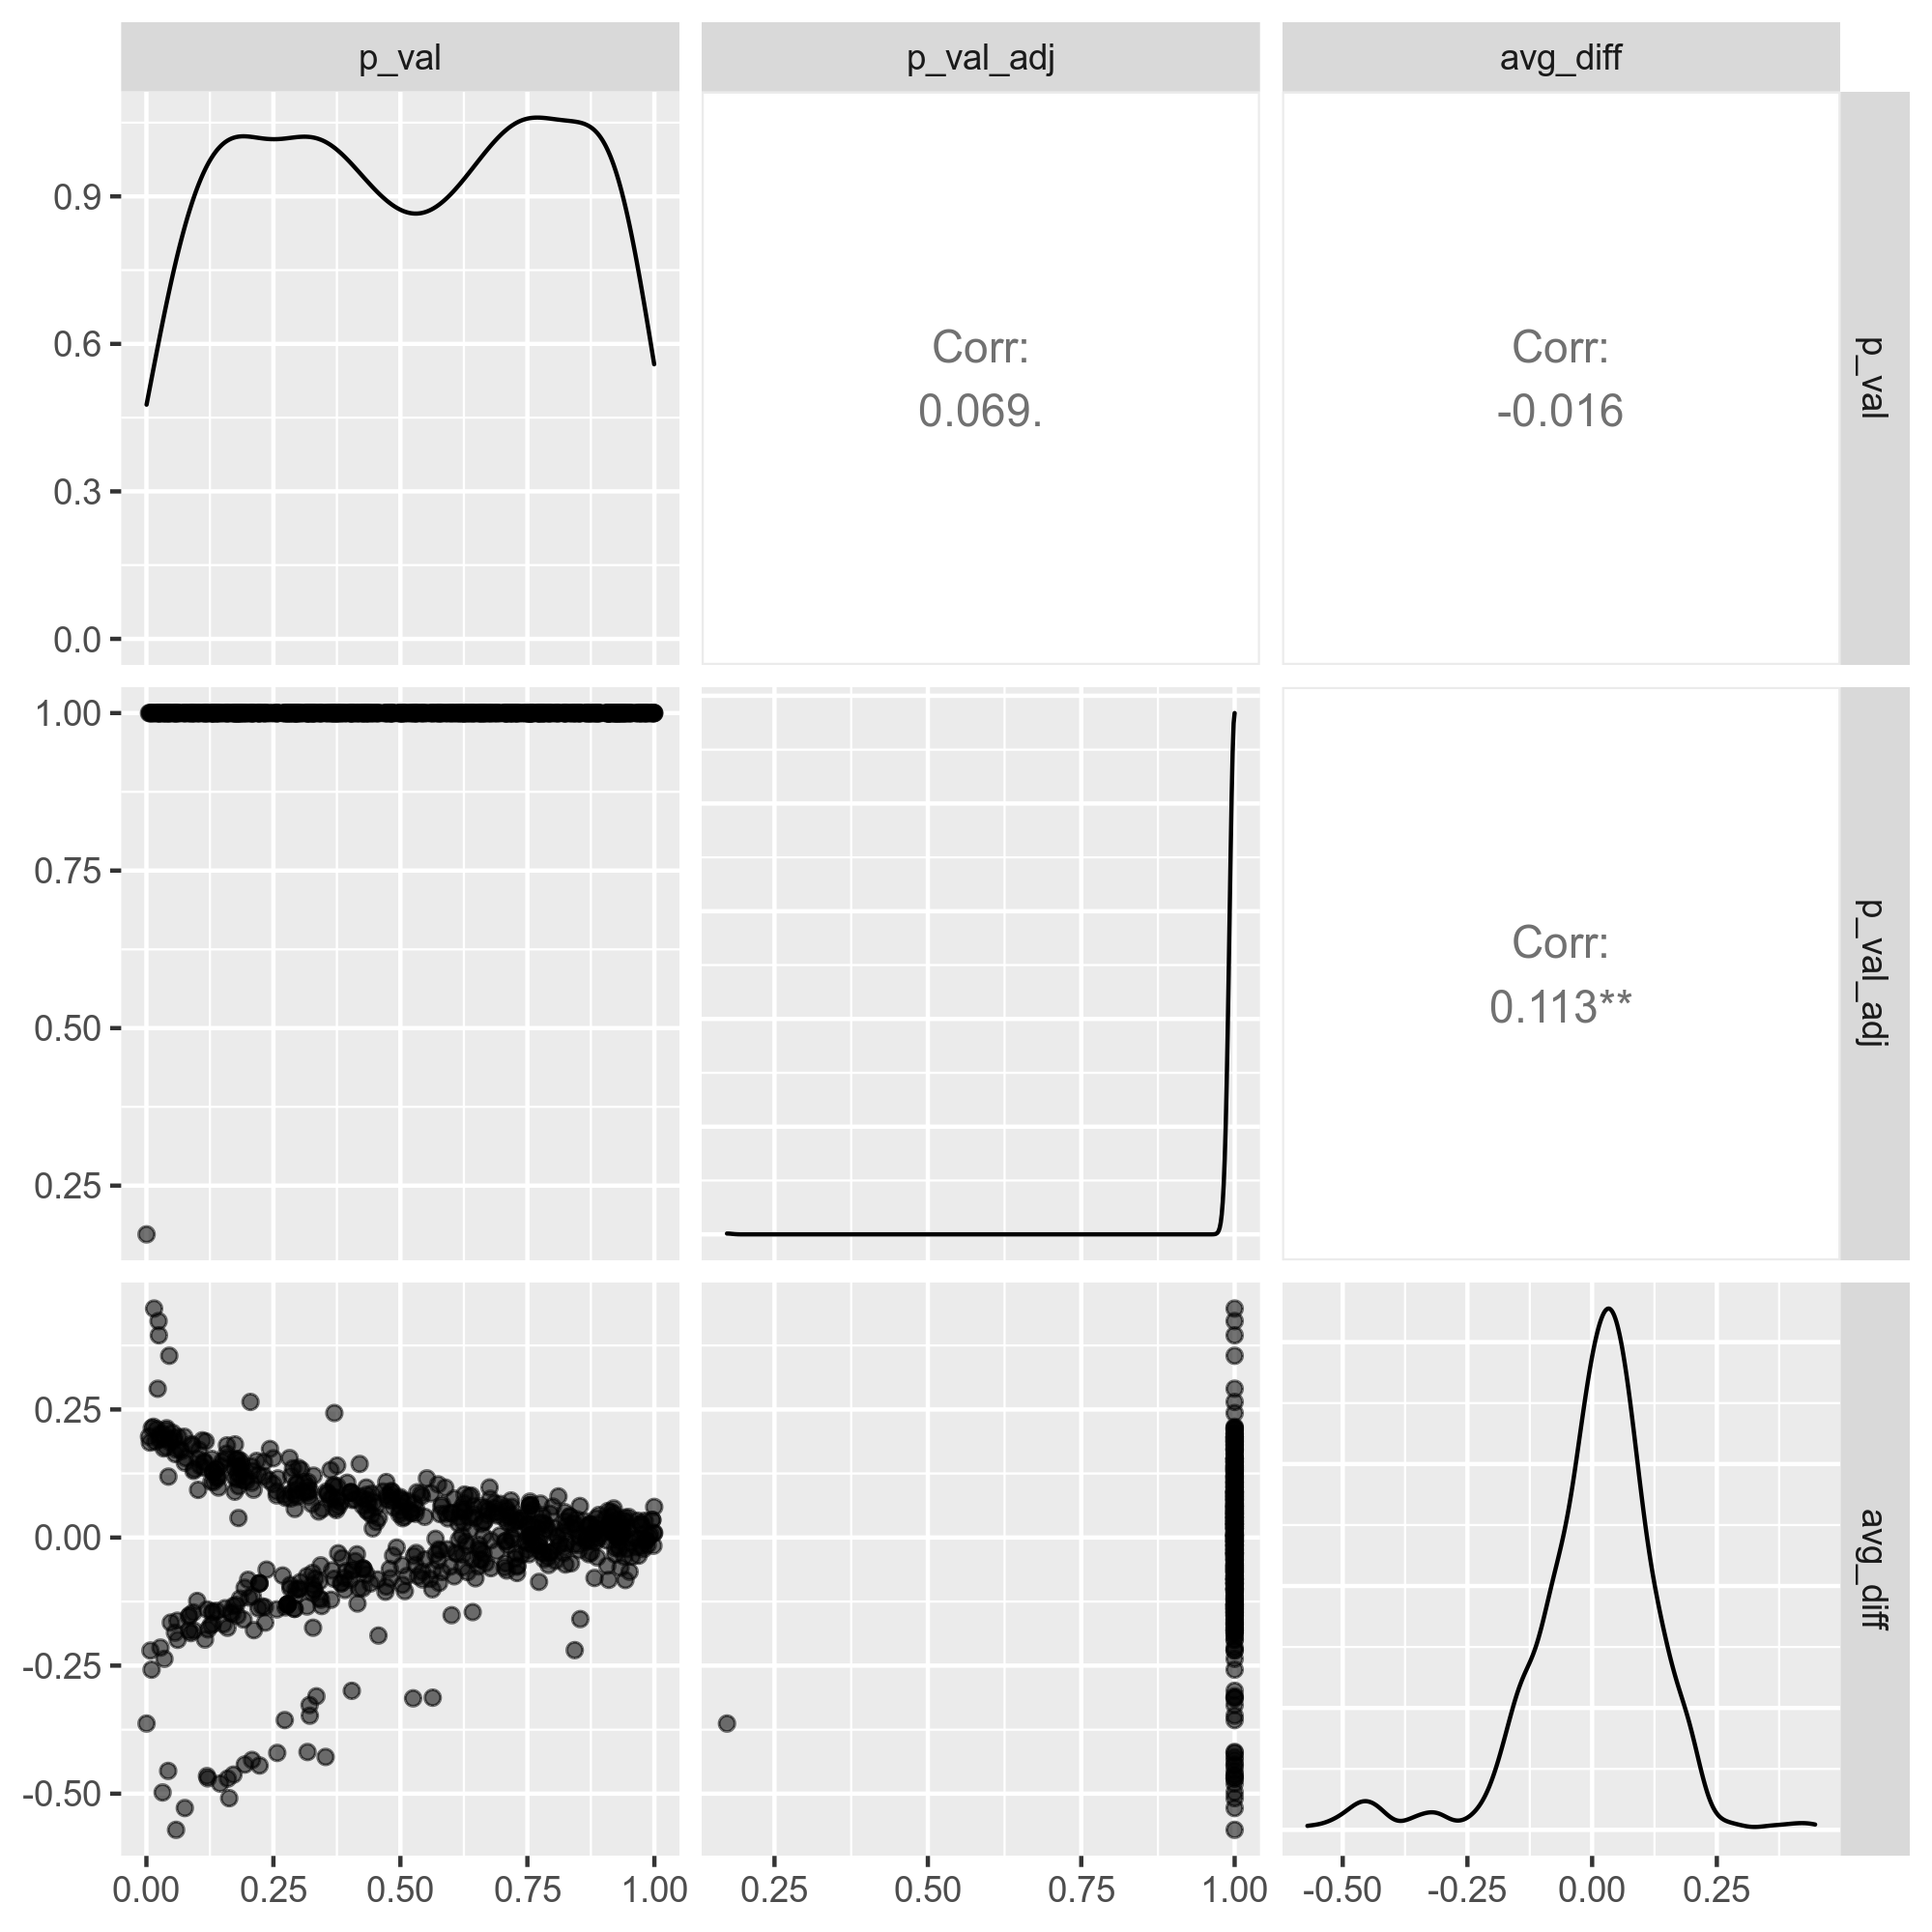 p_val
p_val_adj
avg_diff
0.9
0.6
0.3
0.0
Corr:
0.069.
Corr:
-0.016
p_val
1.00
0.75
0.50
0.25
Corr:
0.113**
p_val_adj
0.25
0.00
-0.25
-0.50
avg_diff
0.00 0.25 0.50 0.75 1.00
0.25 0.50 0.75 1.00
-0.50 -0.25 0.00 0.25